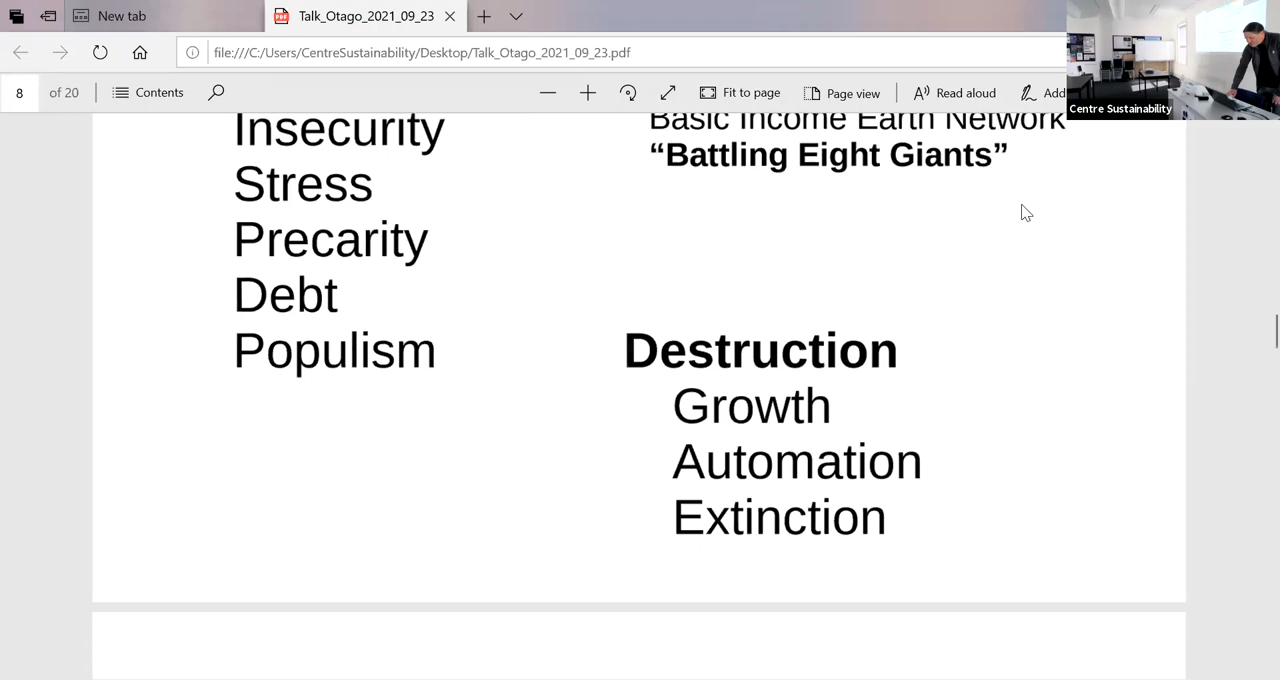 New tab
Talk_Otago_2021_09_23
file:///C:/Users/CentreSustainability/Desktop/Talk_Otago_2021_09_23.pdf
8 of 20
Contents
Fit to page
Page view
Read aloud
Add
Centre Sustainability
Insecurity
Stress
Precarity
Debt
Populism
Basic Income Earth Network
“Battling Eight Giants”
Destruction
Growth
Automation
Extinction